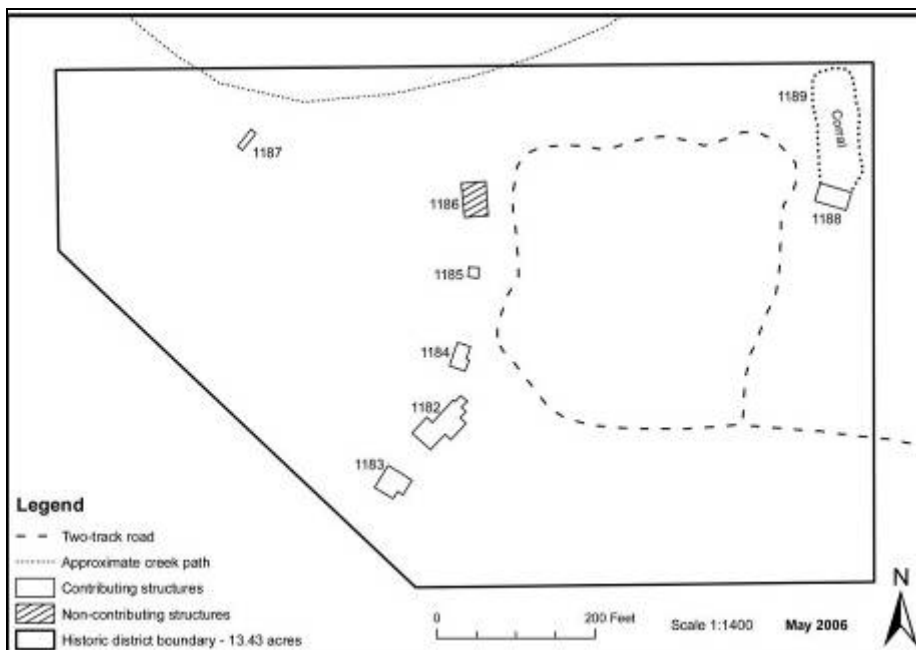 1189
Corral
1187
1186
1188
1185
1184
1182
1183
Legend
Two-track road
Approximate creek path
Contributing structures
Non-contributing structures
Historic district boundary - 13.43 acres
0 200 Feet
Scale 1:1400 May 2006
N